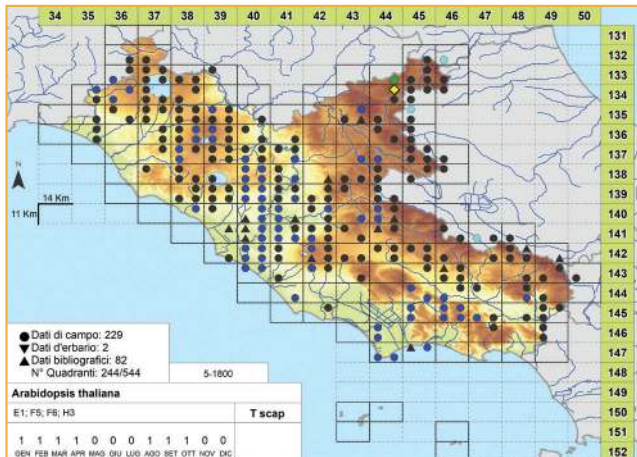 34 35 36 37 38 39 40 41 42 43 44 45 46 47 48 49 50
131
132
133
134
135
136
137
138
139
140
141
142
143
144
145
146
147
148
149
150
151
152
N
14 Km
11 Km
Dati di campo: 229
Dati d'erbario: 2
Dati bibliografici: 82
N° Quadranti: 244/544
5-1800
Arabidopsis thaliana
E1; F5; F6; H3
T scap
1 1 1 1 0 0 0 1 1 1 0 0
GEN FEB MAR APR MAG GIU LUG AGO SET OTT NOV DIC